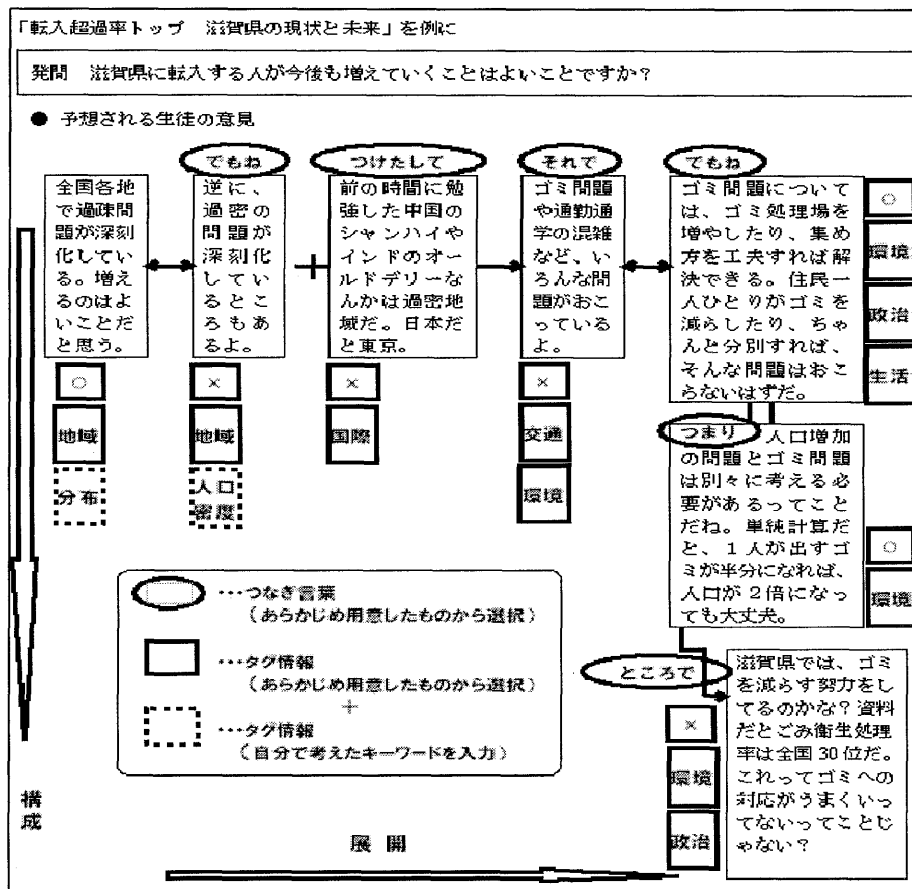 「転入超過率トップ　滋賀県の現状と未来」を例に
発問　滋賀県に転入する人が今後も増えていくことはよいことですか？
● 予想される生徒の意見
全国各地
で過疎問
題が深刻
化してい
る。増え
るのはよ
いことだ
と思う。
○
地域
分布
でもね
逆に、
過密の
問題が
深刻化
してい
るとこ
ろもあ
るよ。
×
地域
人口
密度
つけたして
前の時間に勉
強した中国の
シャンハイや
インドのオー
ルドデリーな
んかは過密地
域だ。日本だ
と東京。
×
国際
それで
ゴミ問題
や通勤通
学の混雑
など、い
ろんな問
題がおこ
っている
よ。
×
交通
環境
でもね
ゴミ問題について
は、ゴミ処理場を
増やしたり、集め
方を工夫すれば解
決できる。住民一
人ひとりがゴミを
減らしたり、ちゃ
んと分別すれば、
そんな問題はおこ
らないはずだ。
○
環境
政治
生活
つまり
人口増加
の問題とゴミ問題
は別々に考える必
要があるってこと
だね。単純計算だ
と、１人が出すゴ
ミが半分になれば、
人口が２倍になっ
ても大丈夫。
○
環境
ところで
滋賀県では、ゴミ
を減らす努力をし
てるのかな？資料
だとごみ衛生処理
率は全国30位だ。
これってゴミへの
対応がうまくいっ
てないってことじ
ゃない？
×
環境
政治
…つなぎ言葉
（あらかじめ用意したものから選択）
…タグ情報
（あらかじめ用意したものから選択）
＋
…タグ情報
（自分で考えたキーワードを入力）
構成
展開